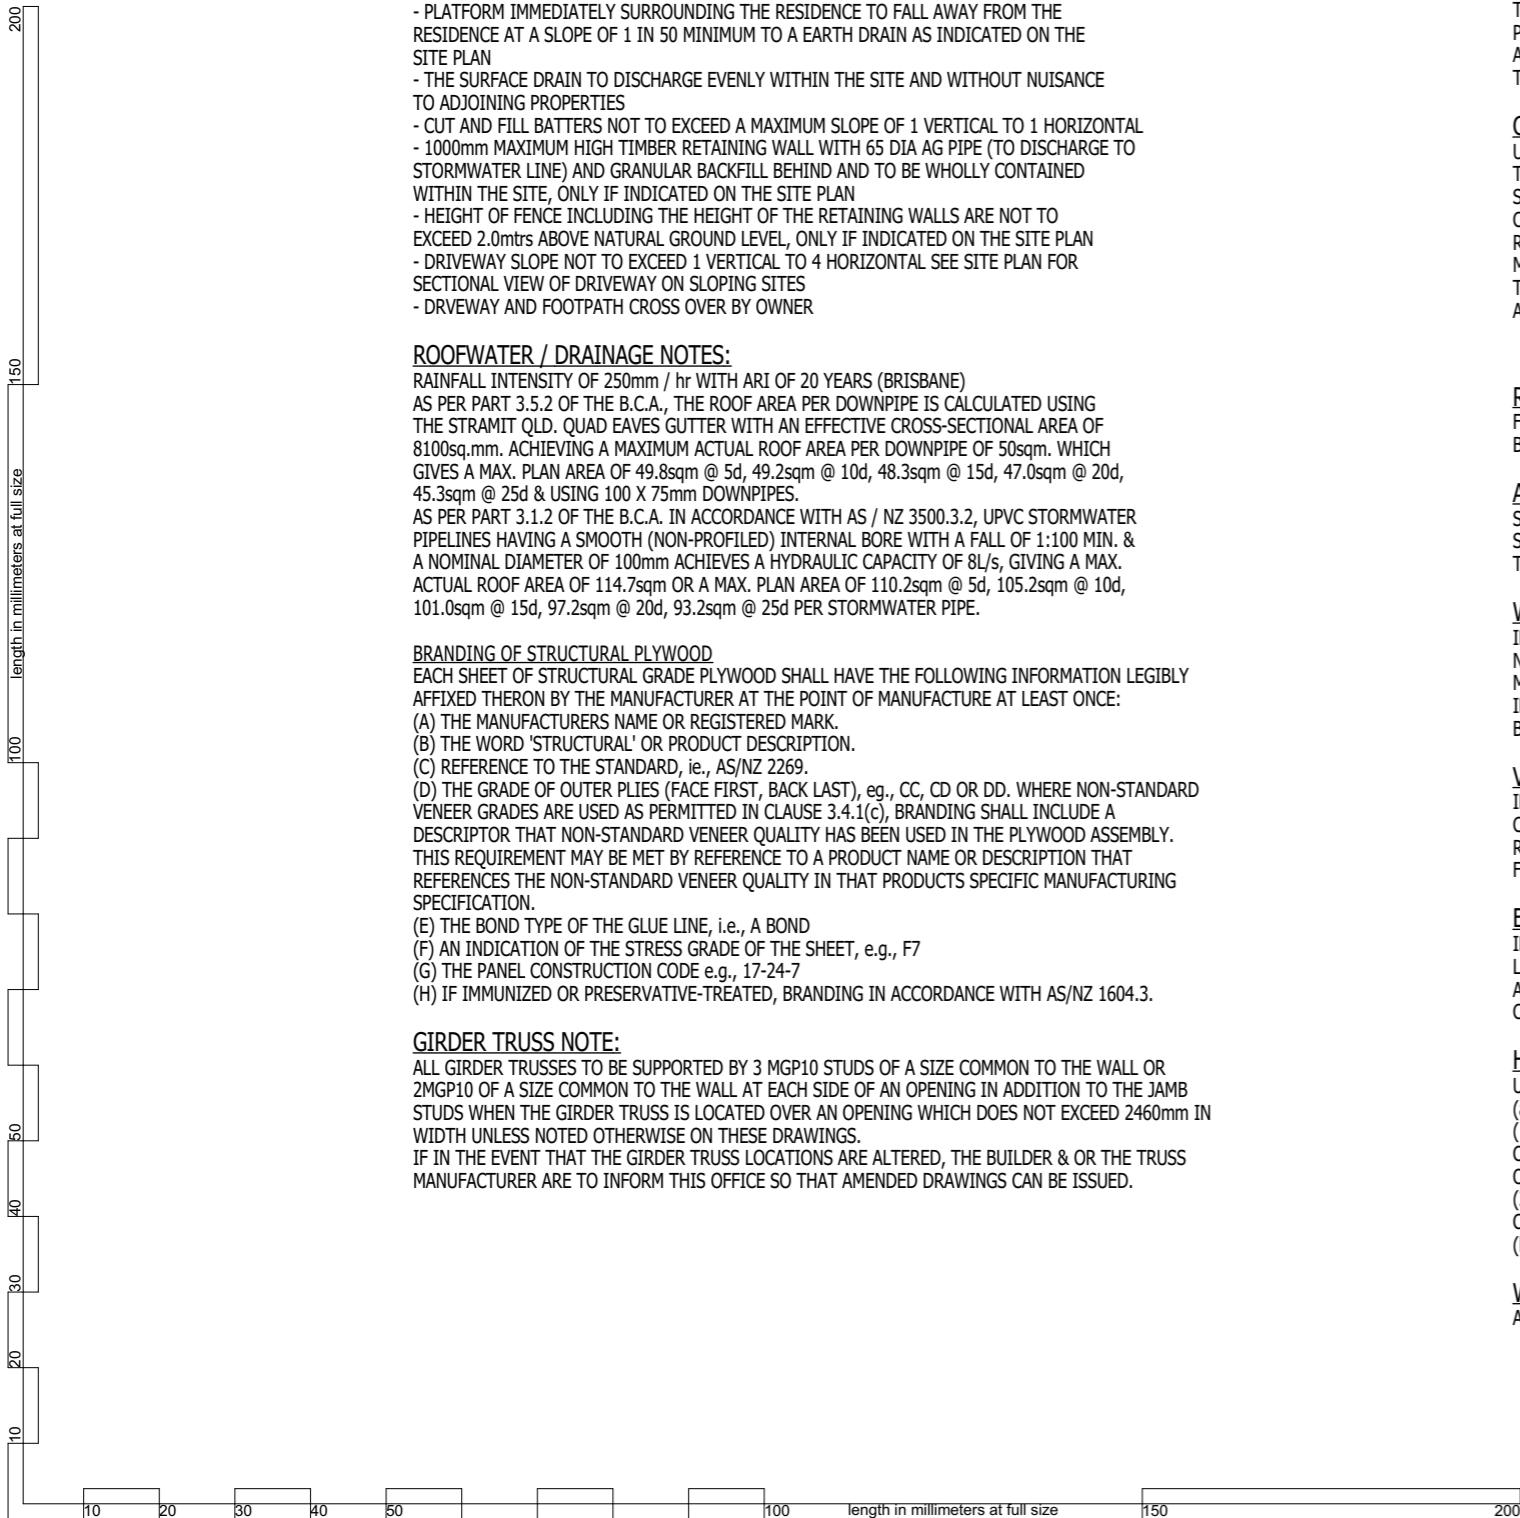 - PLATFORM IMMEDIATELY SURROUNDING THE RESIDENCE TO FALL AWAY FROM THE
RESIDENCE AT A SLOPE OF 1 IN 50 MINIMUM TO A EARTH DRAIN AS INDICATED ON THE
SITE PLAN
- THE SURFACE DRAIN TO DISCHARGE EVENLY WITHIN THE SITE AND WITHOUT NUISANCE
TO ADJOINING PROPERTIES
- CUT AND FILL BATTERS NOT TO EXCEED A MAXIMUM SLOPE OF 1 VERTICAL TO 1 HORIZONTAL
- 1000mm MAXIMUM HIGH TIMBER RETAINING WALL WITH 65 DIA AG PIPE (TO DISCHARGE TO
STORMWATER LINE) AND GRANULAR BACKFILL BEHIND AND TO BE WHOLLY CONTAINED
WITHIN THE SITE, ONLY IF INDICATED ON THE SITE PLAN
- HEIGHT OF FENCE INCLUDING THE HEIGHT OF THE RETAINING WALLS ARE NOT TO
EXCEED 2.0mtrs ABOVE NATURAL GROUND LEVEL, ONLY IF INDICATED ON THE SITE PLAN
- DRIVEWAY SLOPE NOT TO EXCEED 1 VERTICAL TO 4 HORIZONTAL SEE SITE PLAN FOR
SECTIONAL VIEW OF DRIVEWAY ON SLOPING SITES
- DRVEWAY AND FOOTPATH CROSS OVER BY OWNER
ROOFWATER / DRAINAGE NOTES:
RAINFALL INTENSITY OF 250mm / hr WITH ARI OF 20 YEARS (BRISBANE)
AS PER PART 3.5.2 OF THE B.C.A., THE ROOF AREA PER DOWNPIPE IS CALCULATED USING
THE STRAMIT QLD. QUAD EAVES GUTTER WITH AN EFFECTIVE CROSS-SECTIONAL AREA OF
8100sq.mm. ACHIEVING A MAXIMUM ACTUAL ROOF AREA PER DOWNPIPE OF 50sqm. WHICH
GIVES A MAX. PLAN AREA OF 49.8sqm @ 5d, 49.2sqm @ 10d, 48.3sqm @ 15d, 47.0sqm @ 20d,
45.3sqm @ 25d & USING 100 X 75mm DOWNPIPES.
AS PER PART 3.1.2 OF THE B.C.A. IN ACCORDANCE WITH AS / NZ 3500.3.2, UPVC STORMWATER
PIPELINES HAVING A SMOOTH (NON-PROFILED) INTERNAL BORE WITH A FALL OF 1:100 MIN. &
A NOMINAL DIAMETER OF 100mm ACHIEVES A HYDRAULIC CAPACITY OF 8L/s, GIVING A MAX.
ACTUAL ROOF AREA OF 114.7sqm OR A MAX. PLAN AREA OF 110.2sqm @ 5d, 105.2sqm @ 10d,
101.0sqm @ 15d, 97.2sqm @ 20d, 93.2sqm @ 25d PER STORMWATER PIPE.
BRANDING OF STRUCTURAL PLYWOOD
EACH SHEET OF STRUCTURAL GRADE PLYWOOD SHALL HAVE THE FOLLOWING INFORMATION LEGIBLY
AFFIXED THERON BY THE MANUFACTURER AT THE POINT OF MANUFACTURE AT LEAST ONCE:
(A) THE MANUFACTURERS NAME OR REGISTERED MARK.
(B) THE WORD 'STRUCTURAL' OR PRODUCT DESCRIPTION.
(C) REFERENCE TO THE STANDARD, ie., AS/NZ 2269.
(D) THE GRADE OF OUTER PLIES (FACE FIRST, BACK LAST), eg., CC, CD OR DD. WHERE NON-STANDARD
VENEER GRADES ARE USED AS PERMITTED IN CLAUSE 3.4.1(c), BRANDING SHALL INCLUDE A
DESCRIPTOR THAT NON-STANDARD VENEER QUALITY HAS BEEN USED IN THE PLYWOOD ASSEMBLY.
THIS REQUIREMENT MAY BE MET BY REFERENCE TO A PRODUCT NAME OR DESCRIPTION THAT
REFERENCES THE NON-STANDARD VENEER QUALITY IN THAT PRODUCTS SPECIFIC MANUFACTURING
SPECIFICATION.
(E) THE BOND TYPE OF THE GLUE LINE, i.e., A BOND
(F) AN INDICATION OF THE STRESS GRADE OF THE SHEET, e.g., F7
(G) THE PANEL CONSTRUCTION CODE e.g., 17-24-7
(H) IF IMMUNIZED OR PRESERVATIVE-TREATED, BRANDING IN ACCORDANCE WITH AS/NZ 1604.3.
GIRDER TRUSS NOTE:
ALL GIRDER TRUSSES TO BE SUPPORTED BY 3 MGP10 STUDS OF A SIZE COMMON TO THE WALL OR
2MGP10 OF A SIZE COMMON TO THE WALL AT EACH SIDE OF AN OPENING IN ADDITION TO THE JAMB
STUDS WHEN THE GIRDER TRUSS IS LOCATED OVER AN OPENING WHICH DOES NOT EXCEED 2460mm IN
WIDTH UNLESS NOTED OTHERWISE ON THESE DRAWINGS.
IF IN THE EVENT THAT THE GIRDER TRUSS LOCATIONS ARE ALTERED, THE BUILDER & OR THE TRUSS
MANUFACTURER ARE TO INFORM THIS OFFICE SO THAT AMENDED DRAWINGS CAN BE ISSUED.
200
150
length in millimeters at full size
100
50
40
30
20
10
10 20 30 40 50 100 length in millimeters at full size 150 200